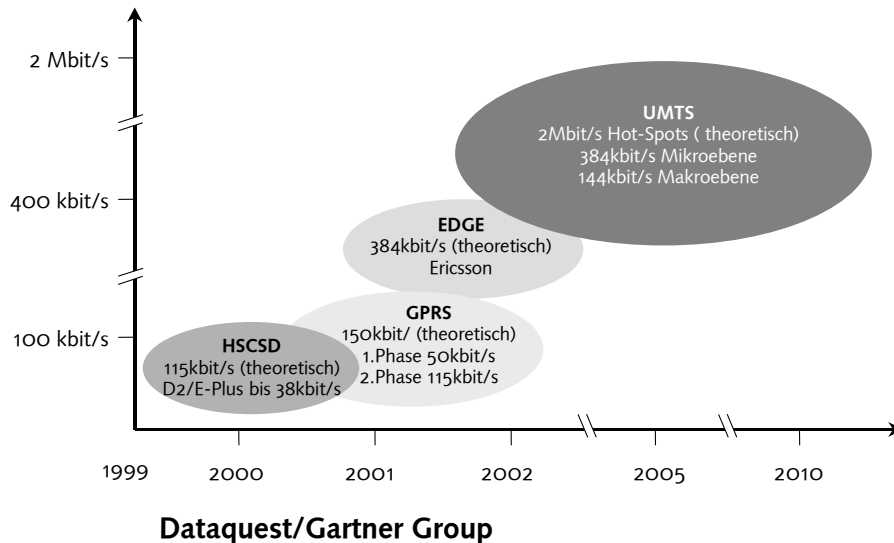 2 Mbit/s
UMTS
2Mbit/s Hot-Spots ( theoretisch)
384kbit/s Mikroebene
144kbit/s Makroebene
400 kbit/s
EDGE
384kbit/s (theoretisch)
Ericsson
GPRS
150kbit/ (theoretisch)
1.Phase 50kbit/s
2.Phase 115kbit/s
100 kbit/s
HSCSD
115kbit/s (theoretisch)
D2/E-Plus bis 38kbit/s
1999 2000 2001 2002 2005 2010
Dataquest/Gartner Group